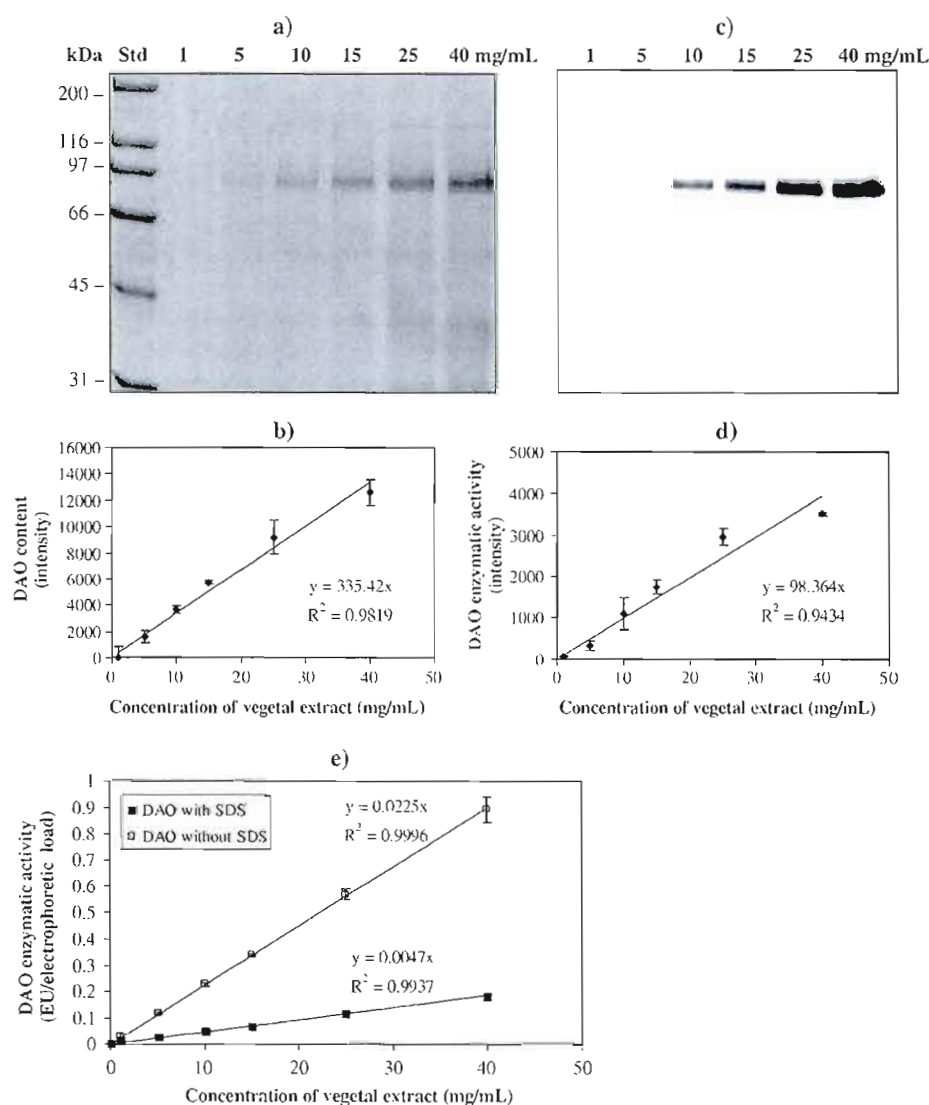 a)
kDa Std 1 5 10 15 25 40 mg/mL
200 –
116 –
97 –
66 –
45 –
31 –
c)
1 5 10 15 25 40 mg/mL
b)
DAO content
(intensity)
16000
14000
12000
10000
8000
6000
4000
2000
0
y = 335.42x
R² = 0.9819
0 10 20 30 40 50
Concentration of vegetal extract (mg/mL)
d)
DAO enzymatic activity
(intensity)
5000
4000
3000
2000
1000
0
y = 98.364x
R² = 0.9434
0 10 20 30 40 50
Concentration of vegetal extract (mg/mL)
e)
DAO enzymatic activity
(EU/electrophoretic load)
1
0.9
0.8
0.7
0.6
0.5
0.4
0.3
0.2
0.1
0
DAO with SDS
DAO without SDS
y = 0.0225x
R² = 0.9996
y = 0.0047x
R² = 0.9937
0 10 20 30 40 50
Concentration of vegetal extract (mg/mL)